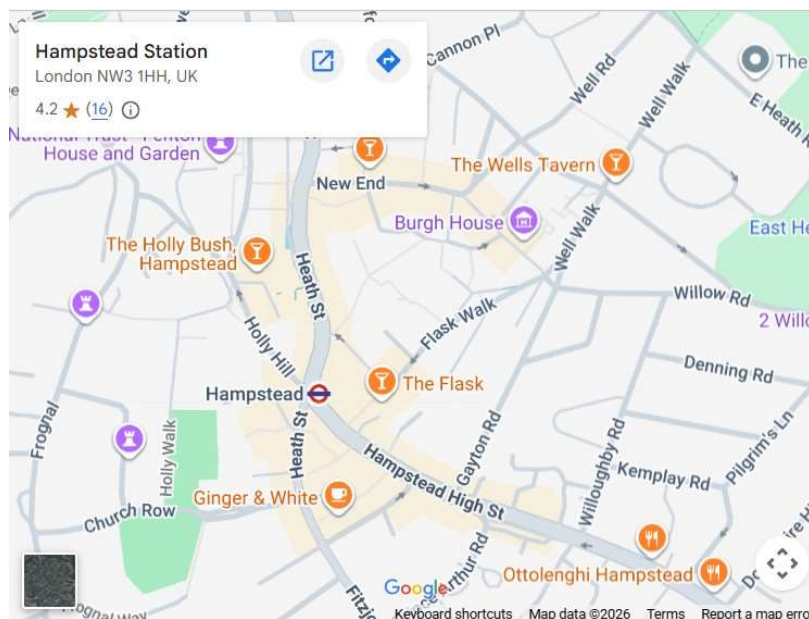 Hampstead Station
London NW3 1HH, UK
4.2 ★ (16)
Cannon Pl
Well Rd
Well Walk
The
E Heath R
House and Garden
New End
The Wells Tavern
Burgh House
East He
The Holly Bush,
Hampstead
Heath St
Well Walk
Willow Rd
2 Willo
Flask Walk
Holly Hill
Denning Rd
The Flask
Hampstead
Frognal
Holly Walk
Heath St
Hampstead High St
Gayton Rd
Willoughby Rd
Kemplay Rd
Pilgrim's Ln
Ginger & White
Church Row
Ottolenghi Hampstead
Google
Keyboard shortcuts
Map data ©2026
Terms
Report a map erro